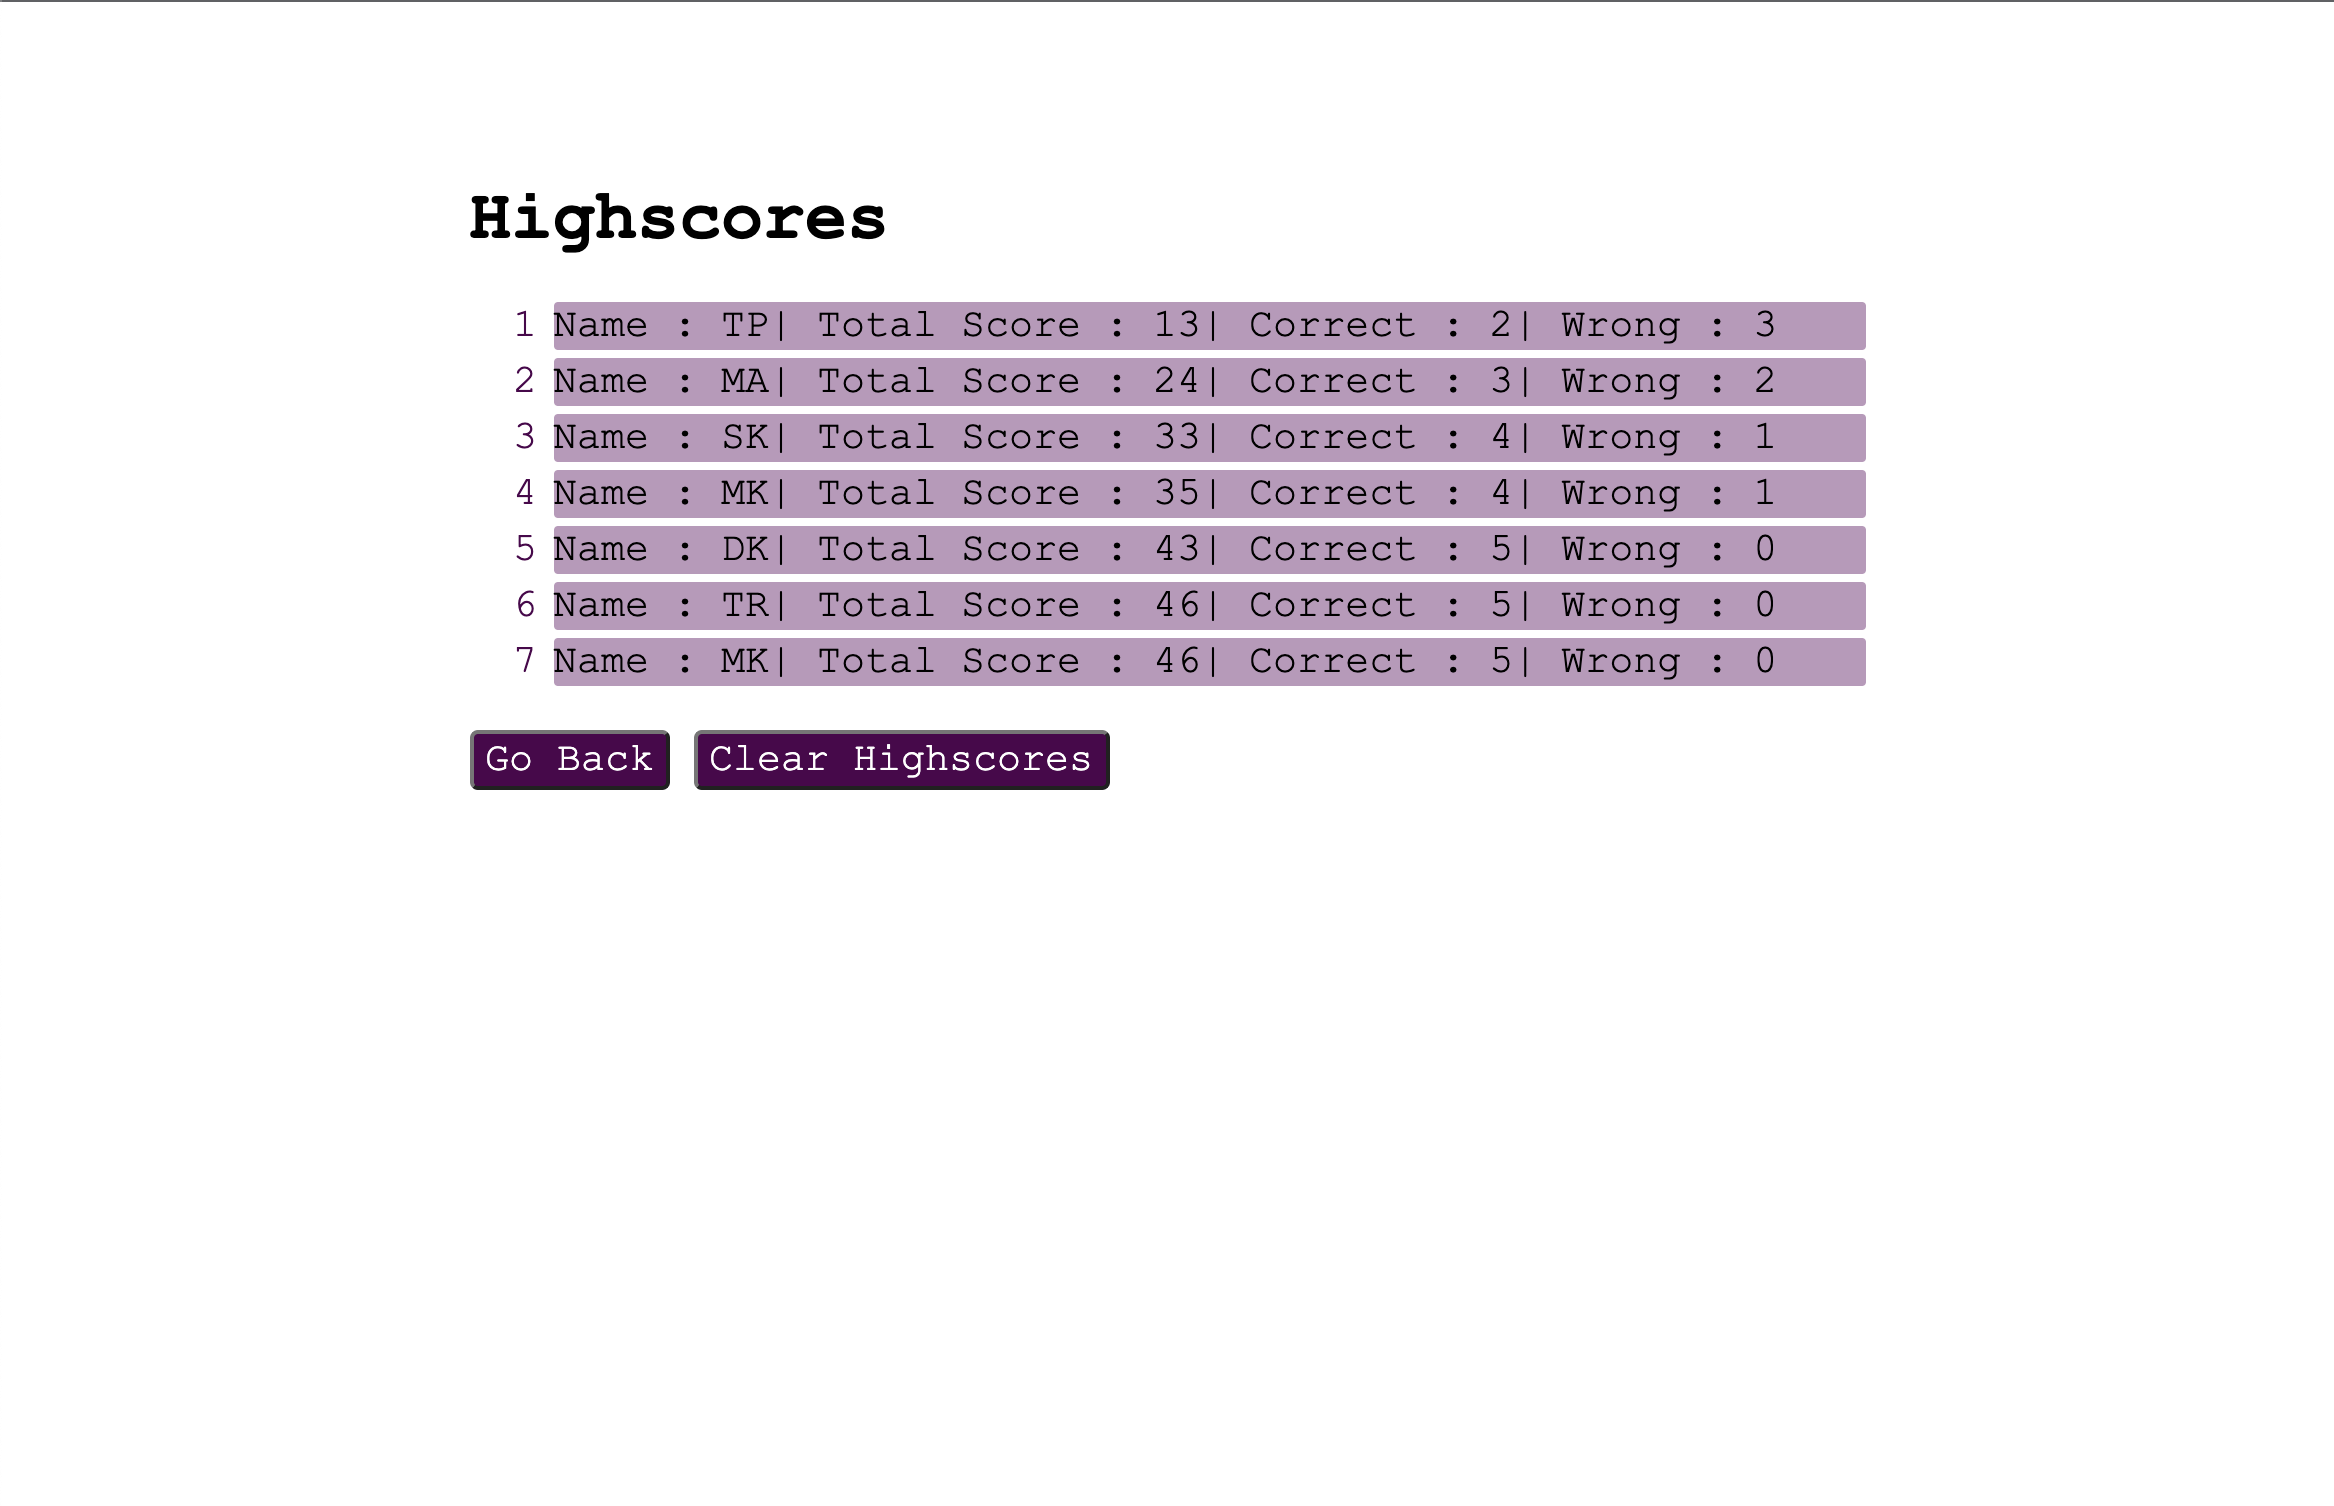 Highscores
1 Name : TP| Total Score : 13| Correct : 2| Wrong : 3
2 Name : MA| Total Score : 24| Correct : 3| Wrong : 2
3 Name : SK| Total Score : 33| Correct : 4| Wrong : 1
4 Name : MK| Total Score : 35| Correct : 4| Wrong : 1
5 Name : DK| Total Score : 43| Correct : 5| Wrong : 0
6 Name : TR| Total Score : 46| Correct : 5| Wrong : 0
7 Name : MK| Total Score : 46| Correct : 5| Wrong : 0
Go Back Clear Highscores